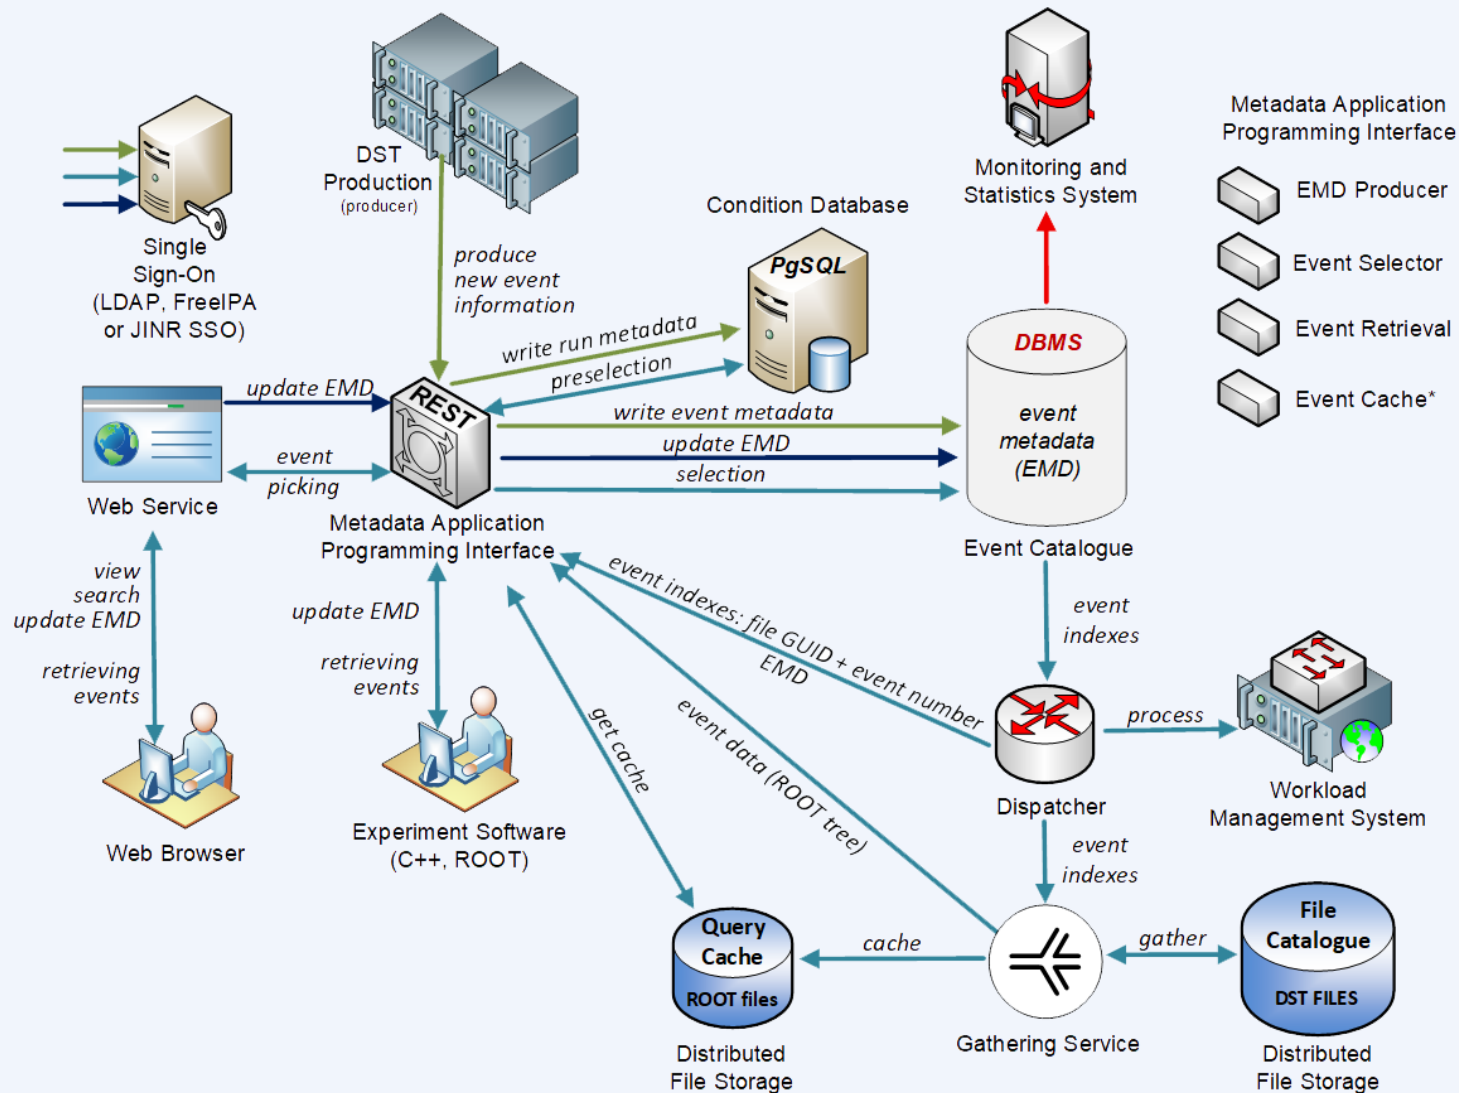 DST
Production
(producer)
Single
Sign-On
(LDAP, FreeIPA
or JINR SSO)
produce
new event
information
Condition Database
PgSQL
Monitoring and
Statistics System
Metadata Application
Programming Interface
EMD Producer
Event Selector
Event Retrieval
Event Cache*
write run metadata
preselection
update EMD
REST
write event metadata
update EMD
selection
DBMS
event
metadata
(EMD)
event
picking
Web Service
Metadata Application
Programming Interface
Event Catalogue
view
search
update EMD
retrieving
events
update EMD
retrieving
events
event indexes: file GUID + event number
EMD
event data (ROOT tree)
get cache
event
indexes
process
Dispatcher
Workload
Management System
Web Browser
Experiment Software
(C++, ROOT)
event
indexes
Query
Cache
ROOT files
cache
gather
File
Catalogue
DST FILES
Gathering Service
Distributed
File Storage
Distributed
File Storage